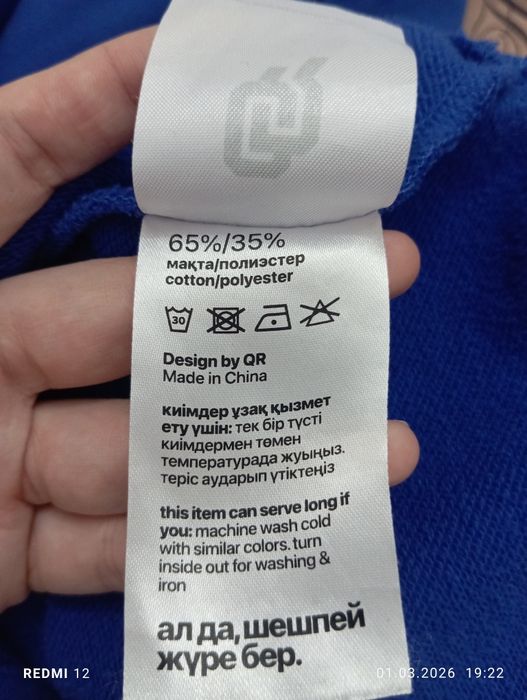 65%/35%
мақта/полиэстер
cotton/polyester
30
Design by QR
Made in China
киімдер ұзақ қызмет
ету үшін: тек бір түсті
киімдермен төмен
температурада жуыңыз.
теріс аударып үтіктеңіз
this item can serve long if
you: machine wash cold
with similar colors. turn
inside out for washing &
iron
ал да, шешпей
жүре бер.
REDMI 12
01.03.2026 19:22